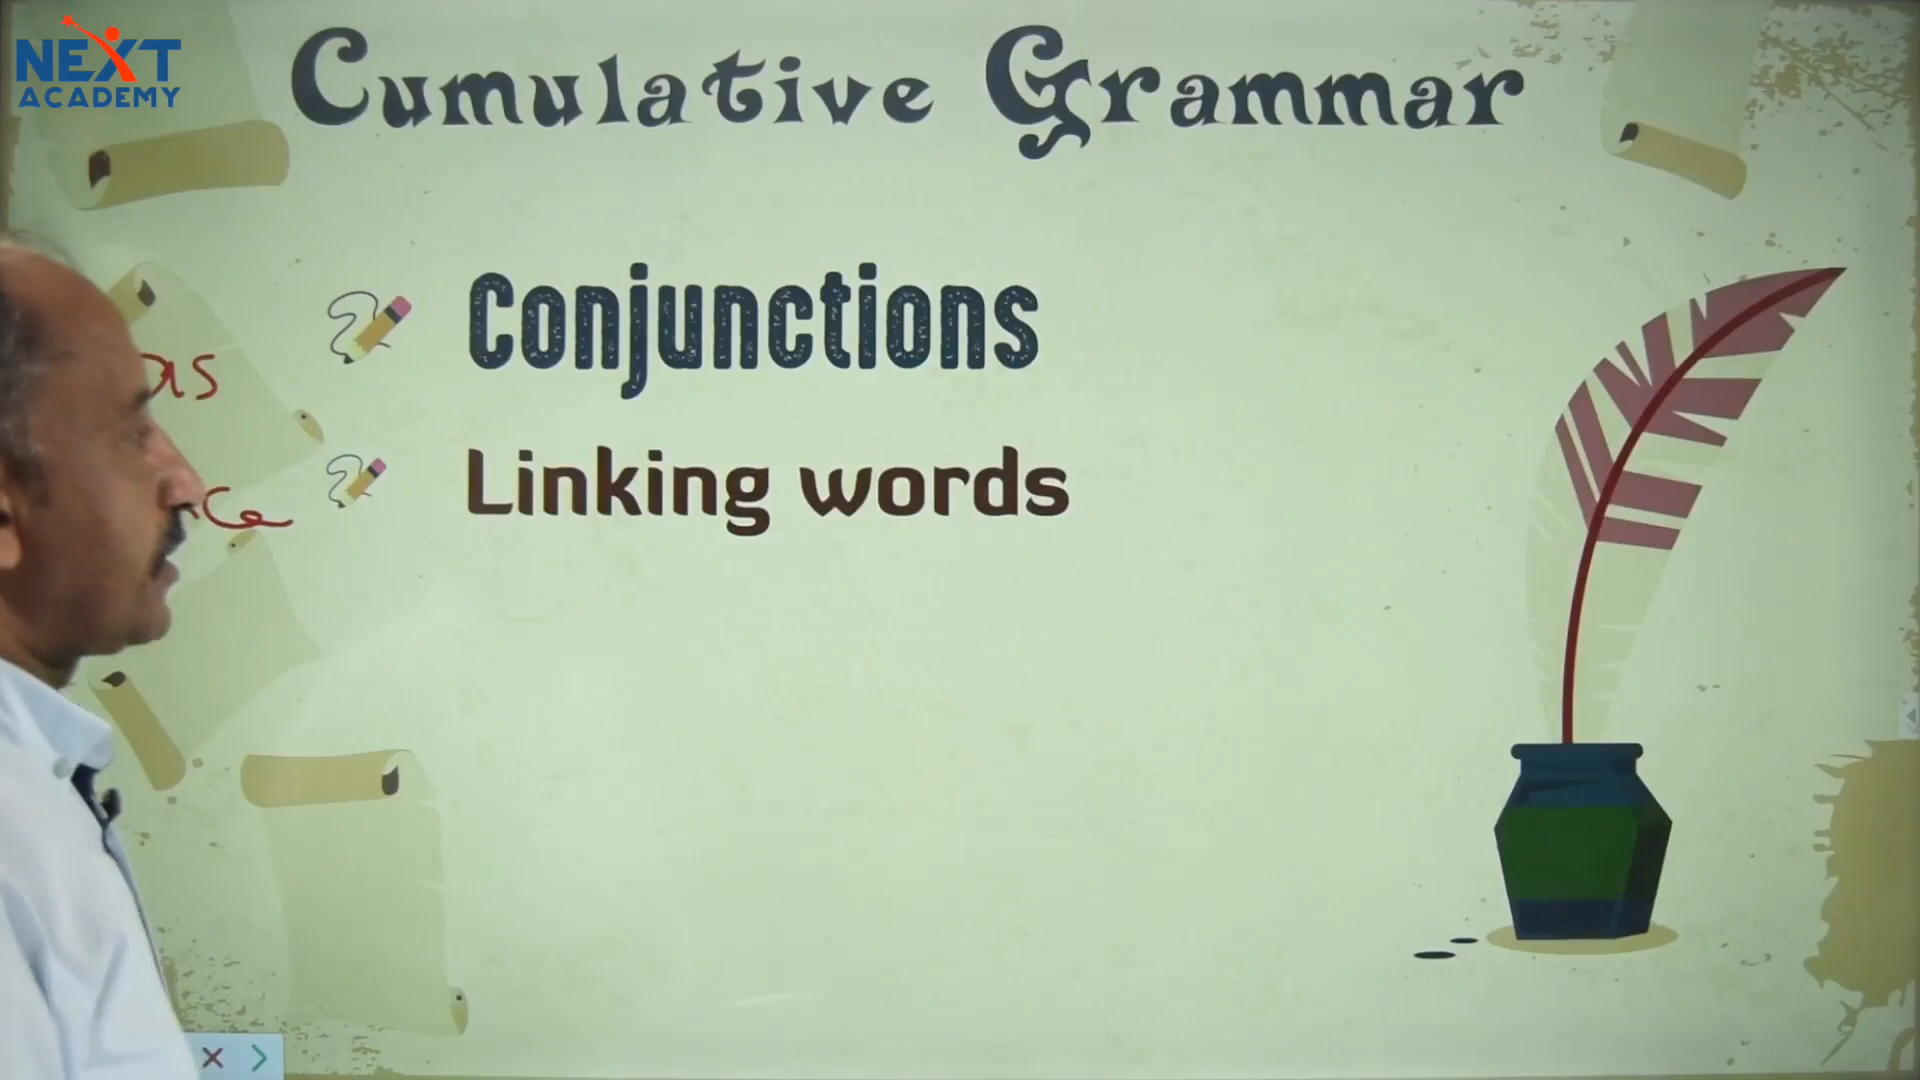 NEXT
ACADEMY
Cumulative Grammar
Conjunctions
Linking words